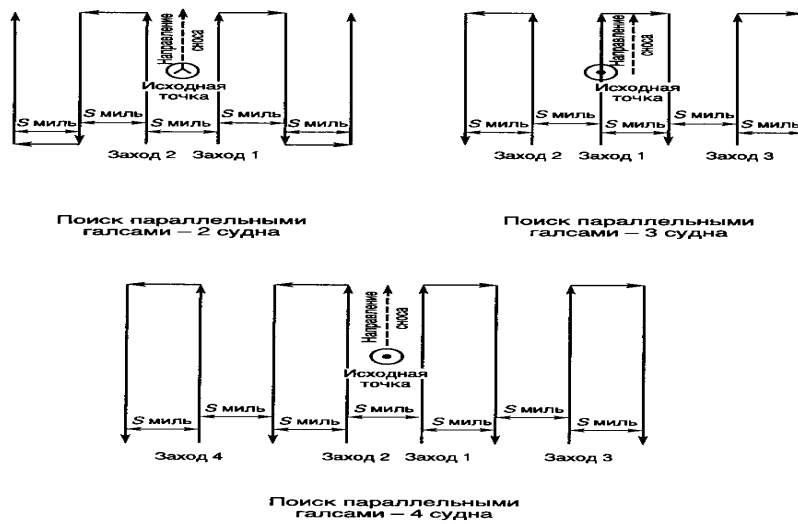 Направление
сноса
Исходная
точка
S миль
S миль
S миль
S миль
S миль
Заход 2
Заход 1
Поиск параллельными
галсами – 2 судна
Направление
сноса
Исходная
точка
S миль
S миль
S миль
S миль
S миль
Заход 2
Заход 1
Заход 3
Поиск параллельными
галсами – 3 судна
Направление
сноса
Исходная
точка
S миль
S миль
S миль
S миль
S миль
S миль
S миль
Заход 4
Заход 2
Заход 1
Заход 3
Поиск параллельными
галсами – 4 судна